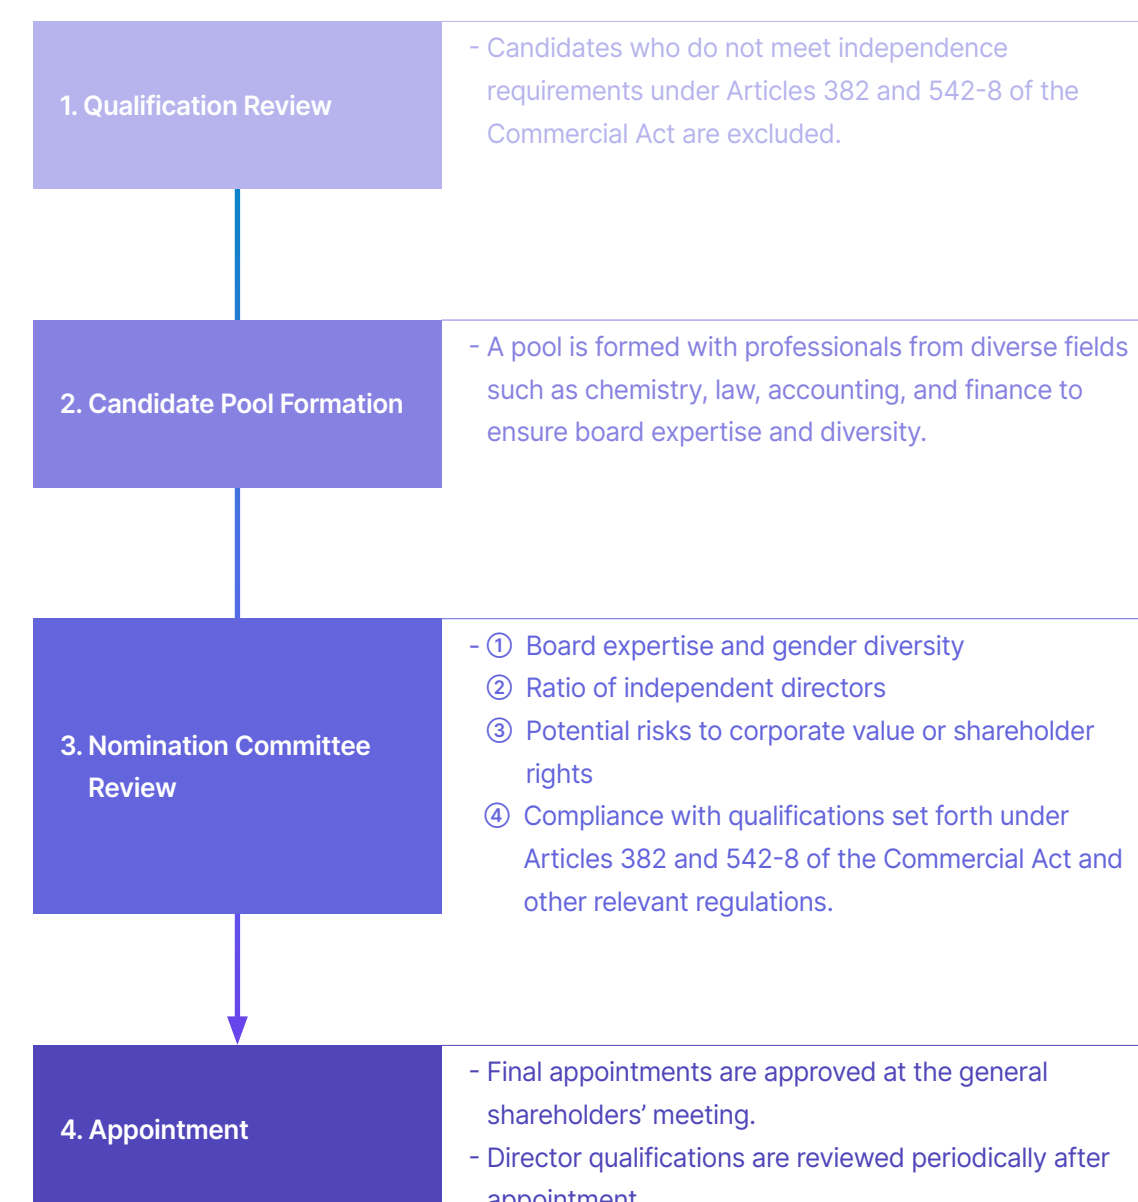 1. Qualification Review
- Candidates who do not meet independence
requirements under Articles 382 and 542-8 of the
Commercial Act are excluded.
2. Candidate Pool Formation
- A pool is formed with professionals from diverse fields
such as chemistry, law, accounting, and finance to
ensure board expertise and diversity.
3. Nomination Committee
Review
- ① Board expertise and gender diversity
② Ratio of independent directors
③ Potential risks to corporate value or shareholder
rights
④ Compliance with qualifications set forth under
Articles 382 and 542-8 of the Commercial Act and
other relevant regulations.
4. Appointment
- Final appointments are approved at the general
shareholders’ meeting.
- Director qualifications are reviewed periodically after
appointment